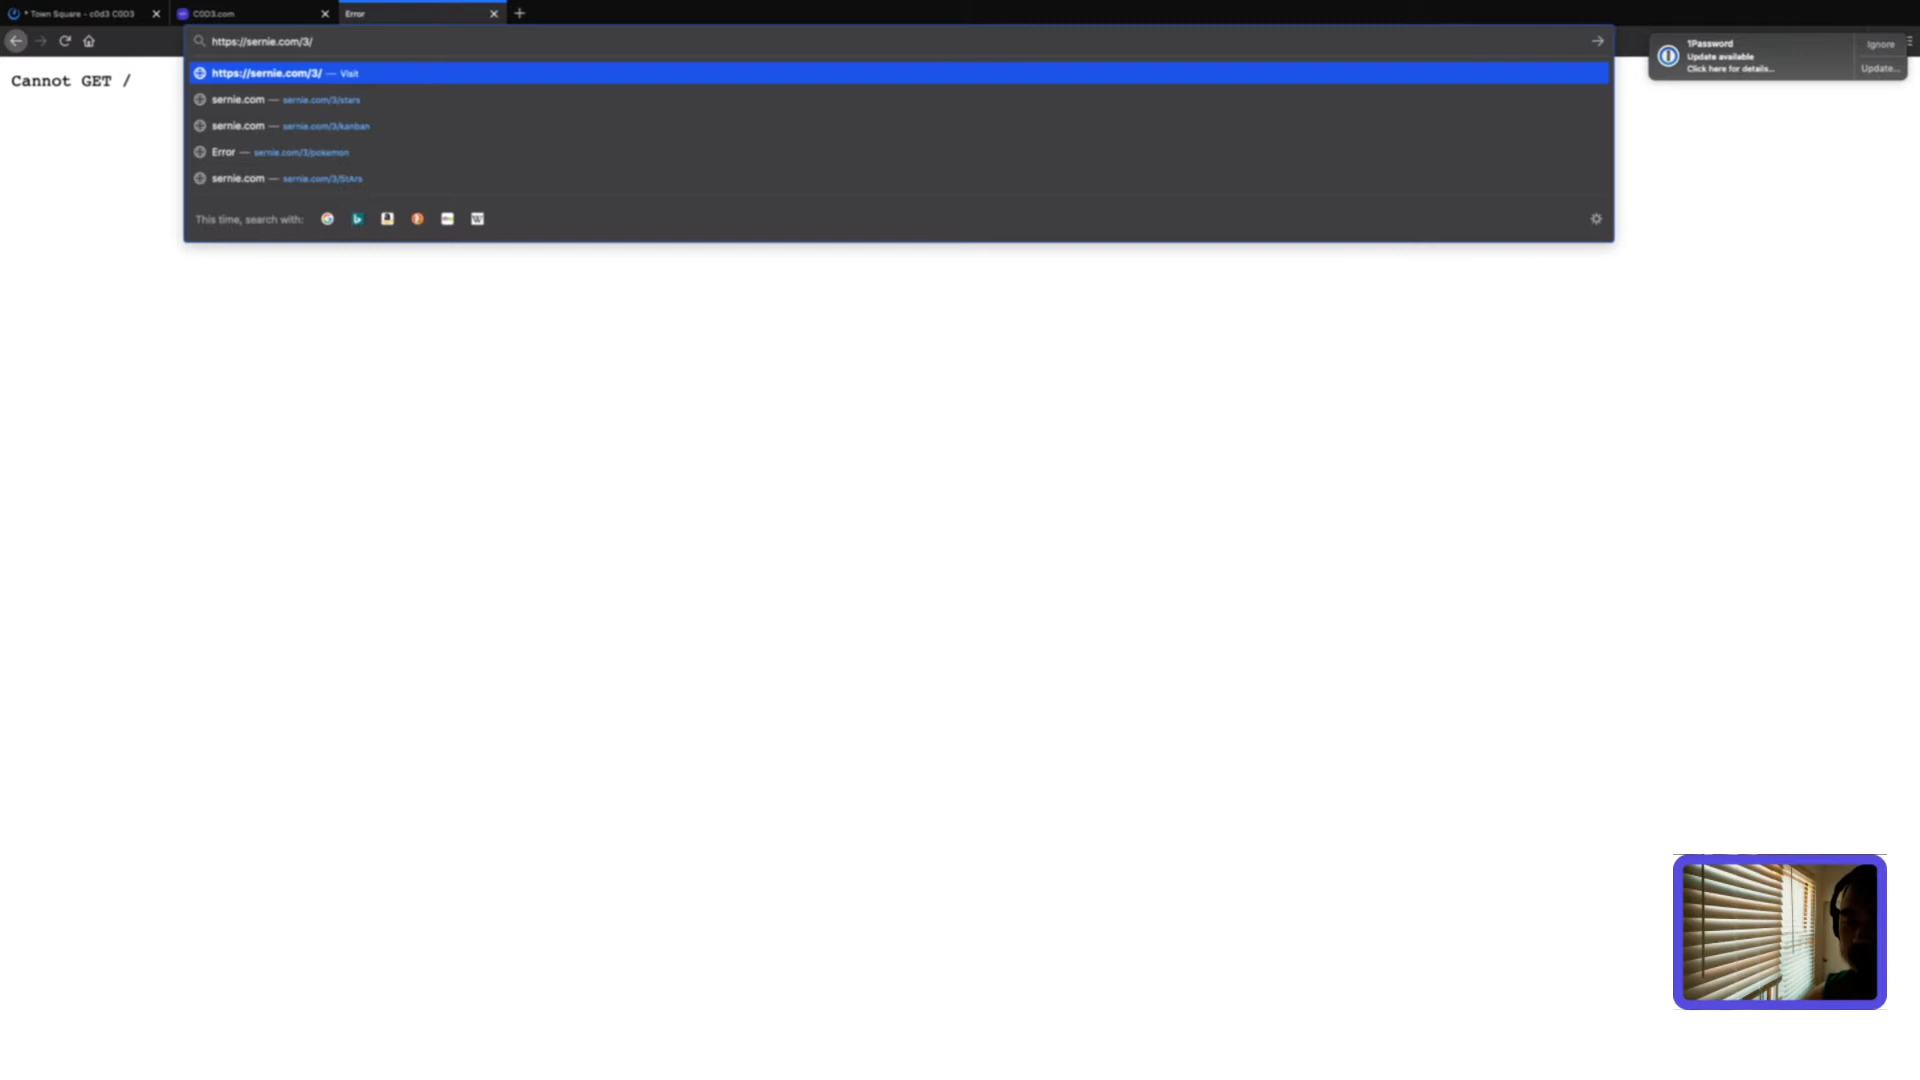 * Town Square - c0d3 C0D3
C0D3.com
Error
https://sernie.com/3/
https://sernie.com/3/ — Visit
sernie.com — sernie.com/3/stars
sernie.com — sernie.com/3/kanban
Error — sernie.com/3/pokemon
sernie.com — sernie.com/3/StArs
This time, search with:
1Password
Update available
Click here for details...
Ignore
Update...
Cannot GET /